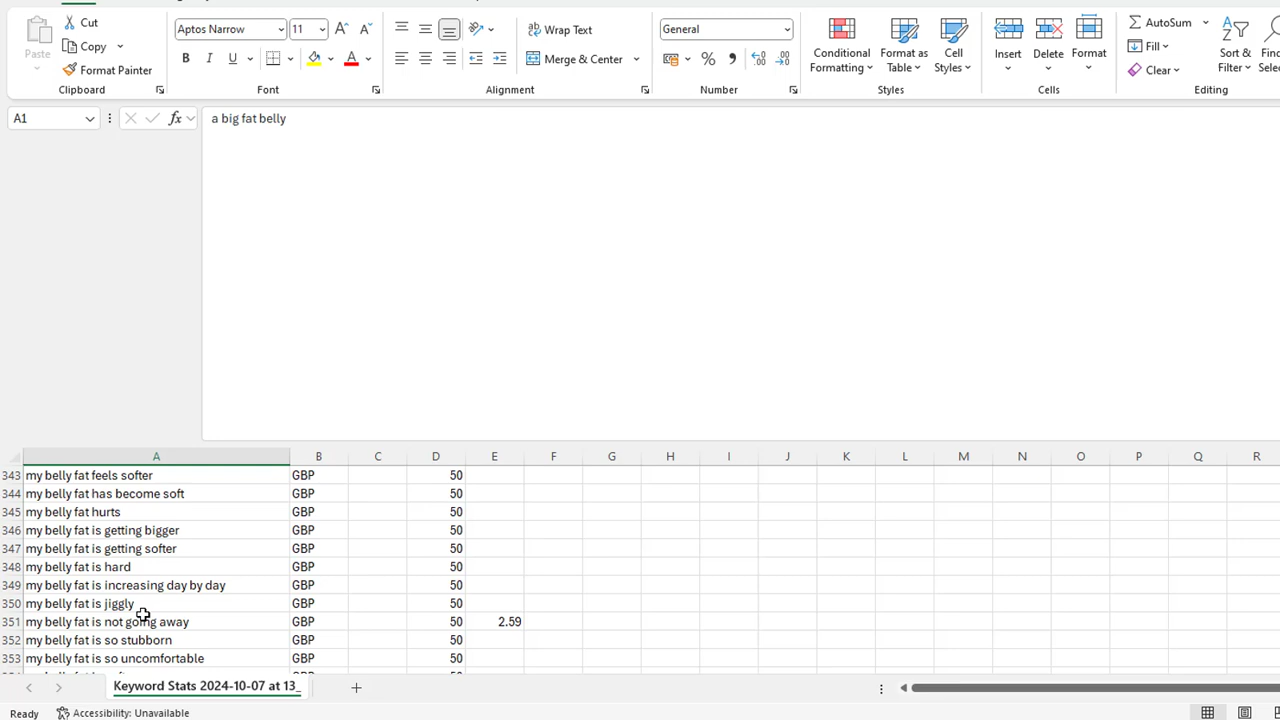 Cut
Copy
Format Painter
Paste
Clipboard
Aptos Narrow
11
B I U
A
Font
Wrap Text
Merge & Center
Alignment
General
%
Number
Conditional Formatting
Format as Table
Cell Styles
Styles
Insert
Delete
Format
Cells
AutoSum
Fill
Clear
Sort & Filter
Editing
A1
fx
a big fat belly
A B C D E F G H I J K L M N O P Q R
343 my belly fat feels softer GBP 50
344 my belly fat has become soft GBP 50
345 my belly fat hurts GBP 50
346 my belly fat is getting bigger GBP 50
347 my belly fat is getting softer GBP 50
348 my belly fat is hard GBP 50
349 my belly fat is increasing day by day GBP 50
350 my belly fat is jiggly GBP 50
351 my belly fat is not going away GBP 50 2.59
352 my belly fat is so stubborn GBP 50
353 my belly fat is so uncomfortable GBP 50
Keyword Stats 2024-10-07 at 13_
Ready
Accessibility: Unavailable